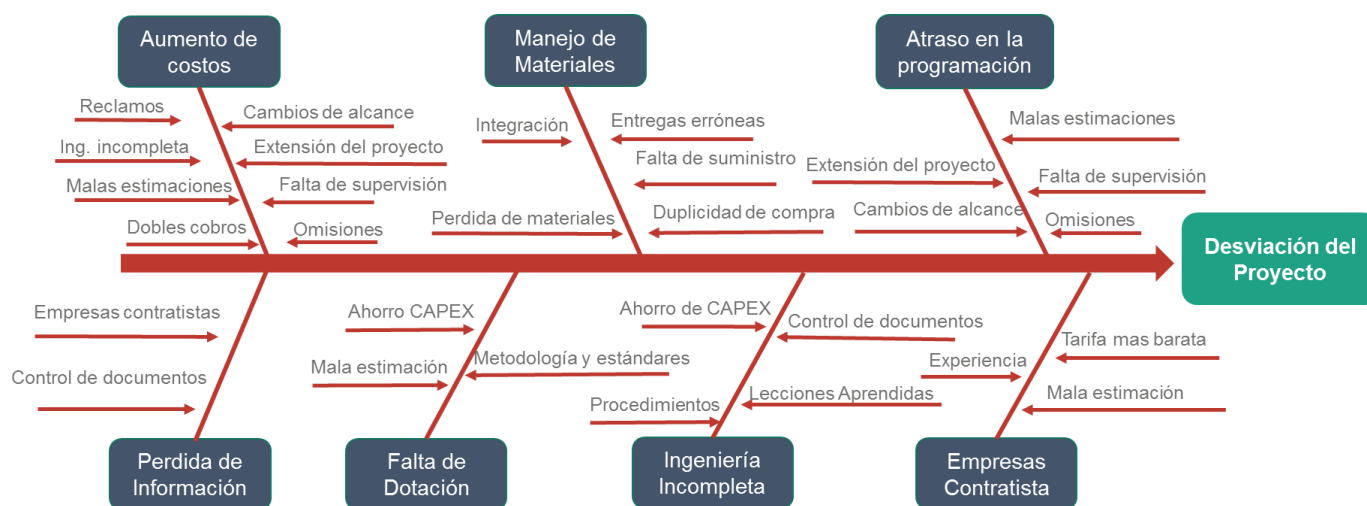 Aumento de
costos
Manejo de
Materiales
Atraso en la
programación
Reclamos
Cambios de alcance
Ing. incompleta
Extensión del proyecto
Malas estimaciones
Falta de supervisión
Dobles cobros
Omisiones
Integración
Entregas erróneas
Falta de suministro
Perdida de materiales
Duplicidad de compra
Malas estimaciones
Extensión del proyecto
Falta de supervisión
Cambios de alcance
Omisiones
Desviación del
Proyecto
Empresas contratistas
Control de documentos
Ahorro CAPEX
Mala estimación
Metodología y estándares
Ahorro de CAPEX
Control de documentos
Procedimientos
Lecciones Aprendidas
Tarifa mas barata
Experiencia
Mala estimación
Perdida de
Información
Falta de
Dotación
Ingeniería
Incompleta
Empresas
Contratista